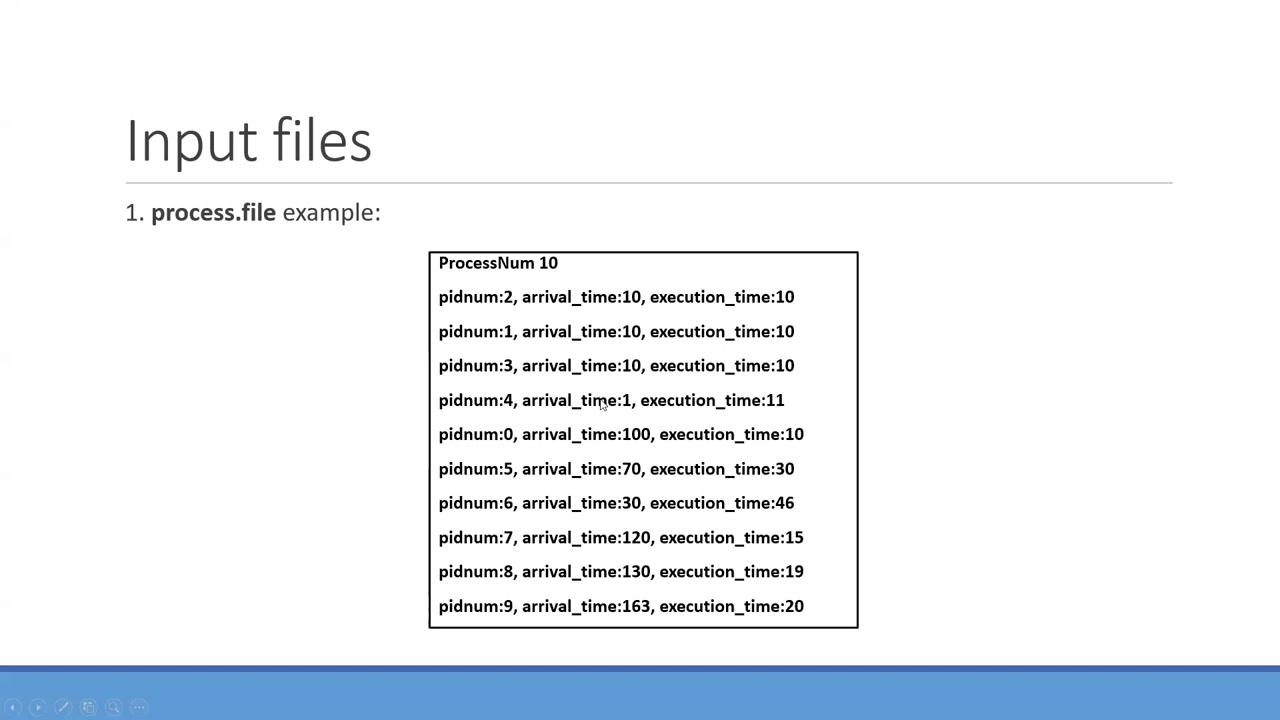 Input files
1. process.file example:
ProcessNum 10
pidnum:2, arrival_time:10, execution_time:10
pidnum:1, arrival_time:10, execution_time:10
pidnum:3, arrival_time:10, execution_time:10
pidnum:4, arrival_time:1, execution_time:11
pidnum:0, arrival_time:100, execution_time:10
pidnum:5, arrival_time:70, execution_time:30
pidnum:6, arrival_time:30, execution_time:46
pidnum:7, arrival_time:120, execution_time:15
pidnum:8, arrival_time:130, execution_time:19
pidnum:9, arrival_time:163, execution_time:20